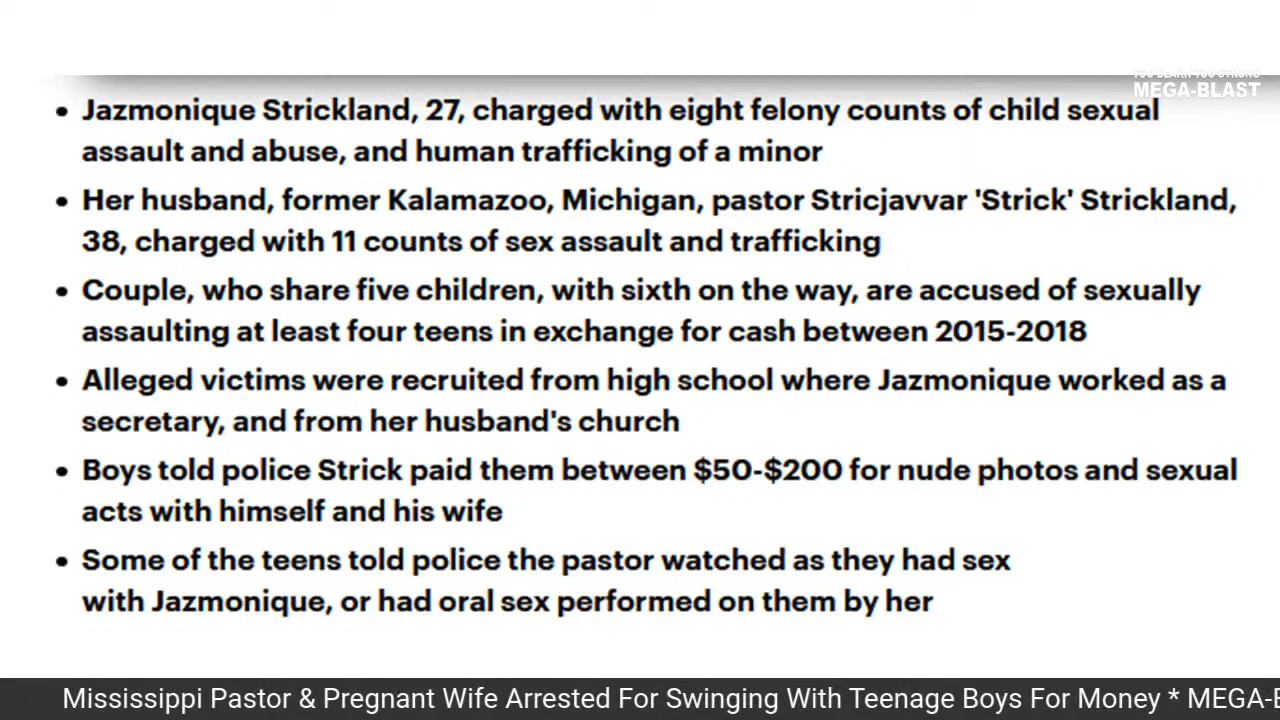 MEGA-BLAST
• Jazmonique Strickland, 27, charged with eight felony counts of child sexual
assault and abuse, and human trafficking of a minor
• Her husband, former Kalamazoo, Michigan, pastor Stricjavvar 'Strick' Strickland,
38, charged with 11 counts of sex assault and trafficking
• Couple, who share five children, with sixth on the way, are accused of sexually
assaulting at least four teens in exchange for cash between 2015-2018
• Alleged victims were recruited from high school where Jazmonique worked as a
secretary, and from her husband's church
• Boys told police Strick paid them between $50-$200 for nude photos and sexual
acts with himself and his wife
• Some of the teens told police the pastor watched as they had sex
with Jazmonique, or had oral sex performed on them by her
Mississippi Pastor & Pregnant Wife Arrested For Swinging With Teenage Boys For Money * MEGA-B